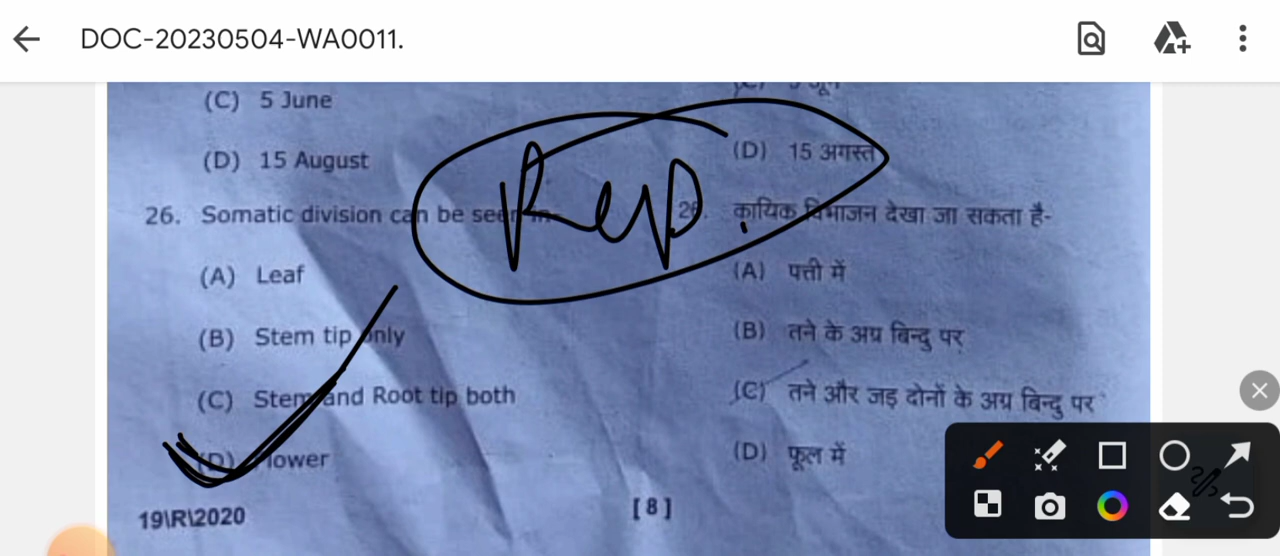 DOC-20230504-WA0011.
(C) 5 June
(D) 15 August
26. Somatic division can be seen in-
(A) Leaf
(B) Stem tip only
(C) Stem and Root tip both
(D) Flower
19\R\2020
[8]
(C) 5 जून
(D) 15 अगस्त
26. कायिक विभाजन देखा जा सकता है-
(A) पत्ती में
(B) तने के अग्र बिन्दु पर
(C) तने और जड़ दोनों के अग्र बिन्दु पर
(D) फूल में
Rep.